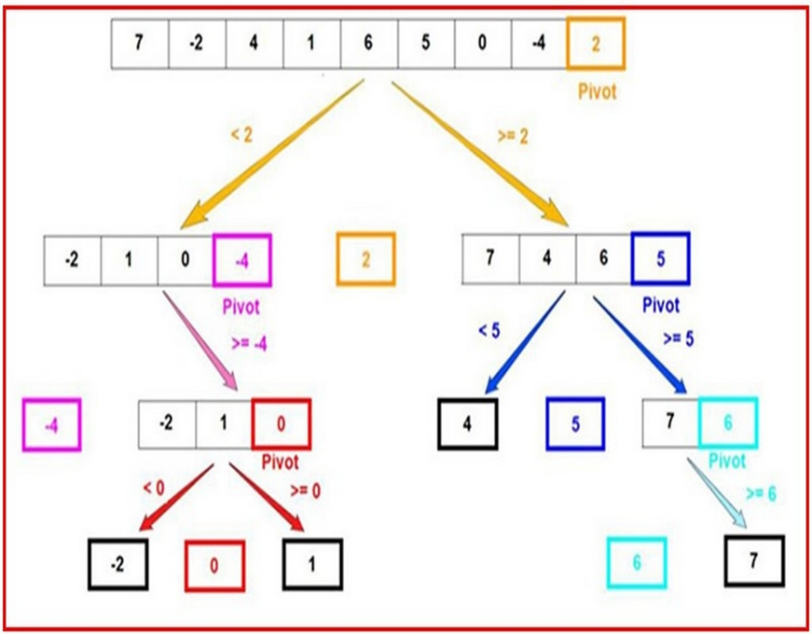 7 -2 4 1 6 5 0 -4 2
Pivot
< 2 >= 2
-2 1 0 -4 2 7 4 6 5
Pivot Pivot
>= -4 < 5 >= 5
-4 -2 1 0 4 5 7 6
Pivot Pivot
< 0 >= 0 >= 6
-2 0 1 6 7